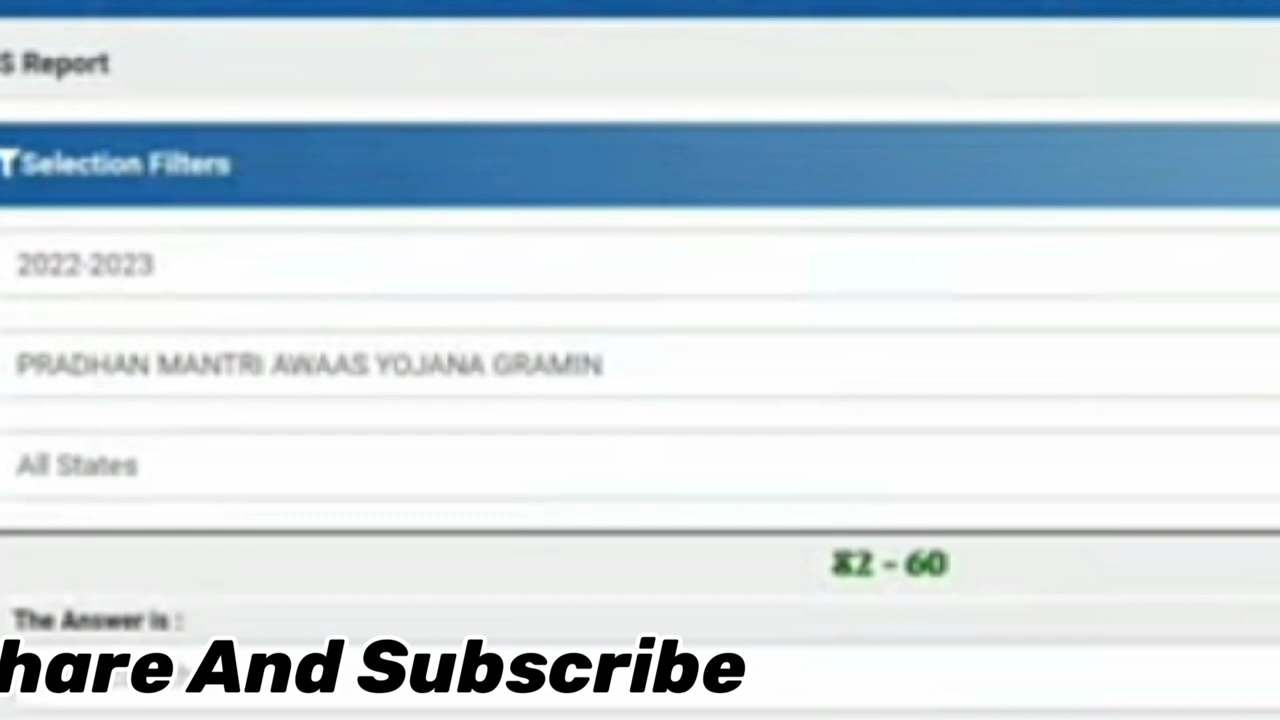 S Report
Selection Filters
2022-2023
PRADHAN MANTRI AWAAS YOJANA GRAMIN
All States
82 - 60
The Answer is :
hare And Subscribe